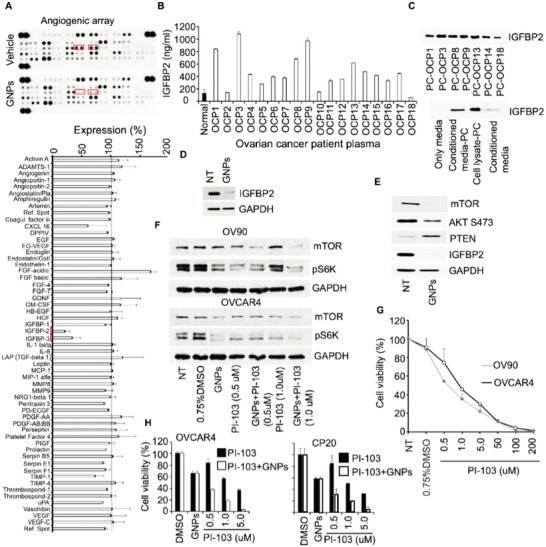 A
Angiogenic array
Vehicle
GNPs
Expression (%)
0 100 200
Activin A
ADAMTS-1
Angiogenin
Angiopoitin-1
Angiopoitin-2
Angiostatin/Pla
Amphiregulin
Artemin
Ref. Spot
Coagul. factor iii
CXCL 16
DPPIV
EGF
EG-VEGF
Endoglin
Endostatin/Coll
Endothelin-1
FGF-acidic
FGF basic
FGF-4
FGF-7
GDNF
GM-CSF
HB-EGF
HGF
IGFBP-1
IGFBP-2
IGFBP-3
IL-1 beta
IL-8
LAP (TGF-beta 1)
Leptin
MCP-1
MIP-1 alfa
MMP8
MMP9
NRG1-beta 1
Pentraxin 3
PD-ECGF
PDGF-AA
PDGF-AB/BB
Persephin
Platelet Factor 4
PlGF
Prolactin
Serpin B5
Serpin E1
Serpin F1
TIMP-1
TIMP-4
Thrombospond-1
Thrombospond-2
uPA
Vasohibin
VEGF
VEGF-C
Ref. Spot
B
IGFBP2 (ng/ml)
1200
1000
800
600
400
200
0
Normal
OCP1
OCP2
OCP3
OCP4
OCP5
OCP6
OCP7
OCP8
OCP9
OCP10
OCP11
OCP12
OCP13
OCP14
OCP15
OCP16
OCP17
OCP18
Ovarian cancer patient plasma
C
IGFBP2
PC-OCP1
PC-OCP3
PC-OCP8
PC-OCP9
PC-OCP13
PC-OCP14
PC-OCP18
IGFBP2
Only media
Conditioned media-PC
Cell lysate-PC
Conditioned media
D
NT
GNPs
IGFBP2
GAPDH
E
mTOR
AKT S473
PTEN
IGFBP2
GAPDH
NT
GNPs
F
OV90
mTOR
pS6K
GAPDH
OVCAR4
mTOR
pS6K
GAPDH
NT
0.75%DMSO
GNPs
PI-103 (0.5 uM)
GNPs+PI-103 (0.5uM)
PI-103 (1.0uM)
GNPs+PI-103 (1.0 uM)
G
Cell viability (%)
120
100
80
60
40
20
0
OV90
OVCAR4
NT
0.75%DMSO
0.5
1.0
5.0
50
100
200
PI-103 (uM)
H
OVCAR4
Cell viability (%)
120
100
80
60
40
20
0
PI-103
PI-103+GNPs
DMSO
GNPs
0.5
1.0
5.0
PI-103 (uM)
CP20
120
100
80
60
40
20
0
PI-103
PI-103+GNPs
DMSO
GNPs
0.5
1.0
5.0
PI-103 (uM)